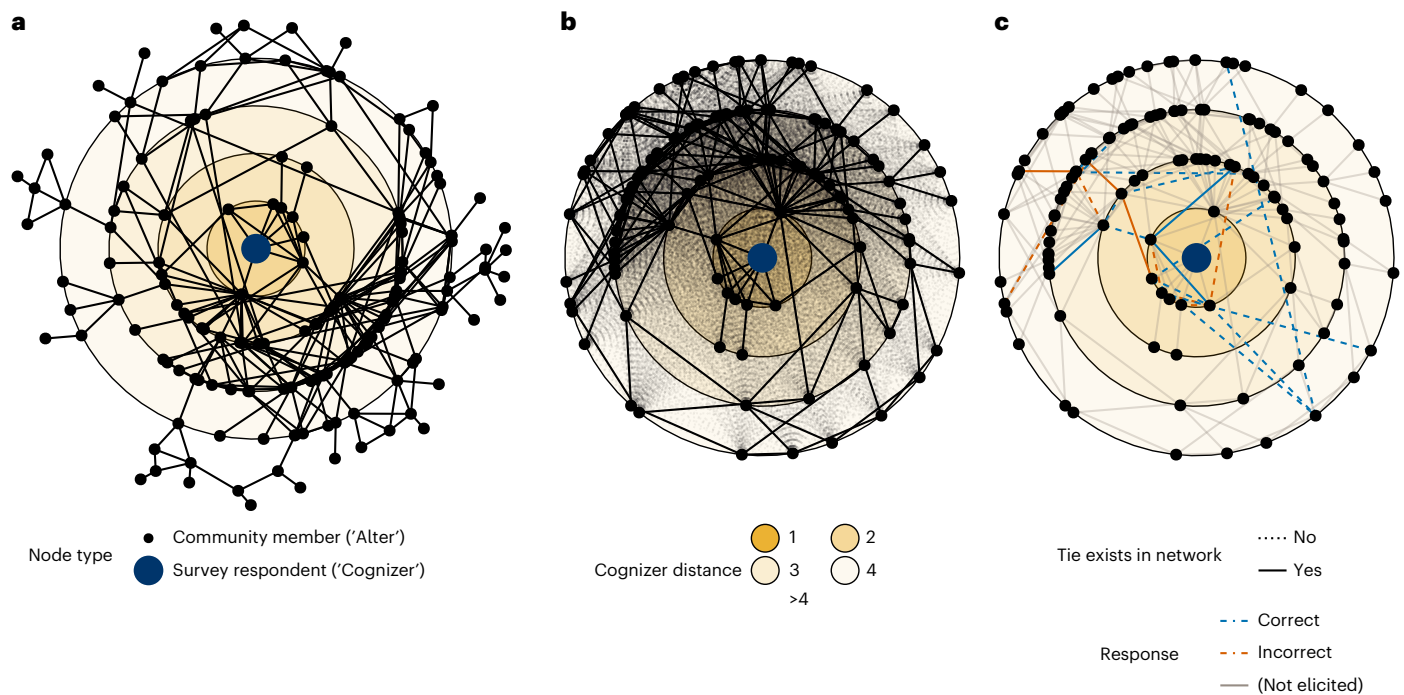 a
b
c
Node type
Community member (’Alter’)
Survey respondent (’Cognizer’)
Cognizer distance
1
2
3
4
>4
Tie exists in network
No
Yes
Response
Correct
Incorrect
(Not elicited)